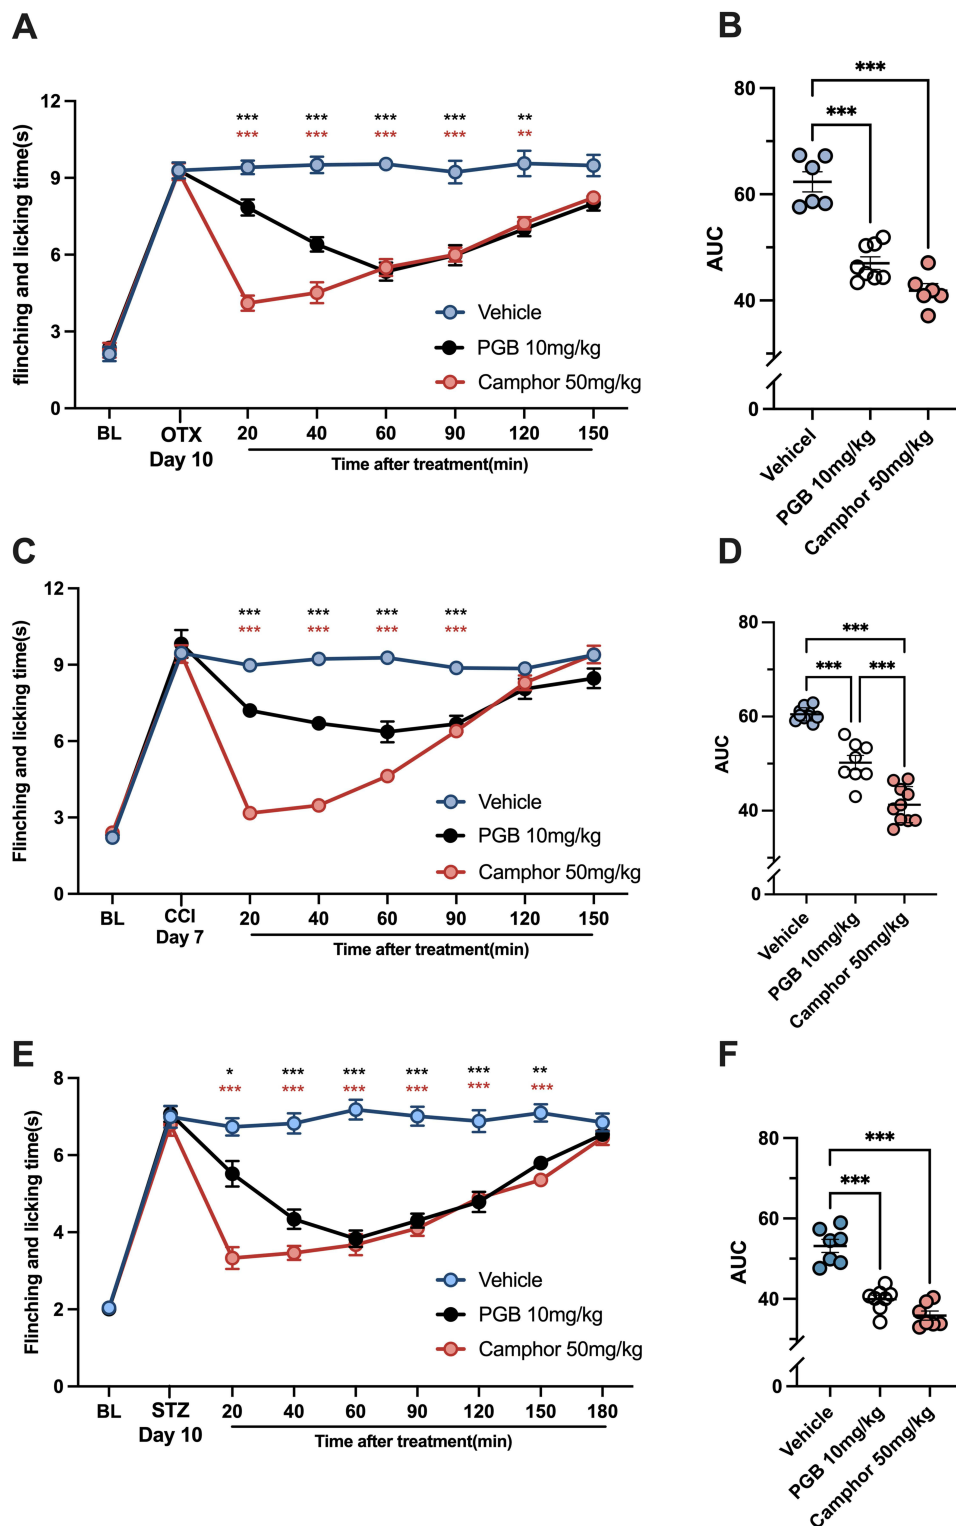 A
flinching and licking time(s)
12
9
6
3
0
*** *** *** *** **
*** *** *** *** **
Vehicle
PGB 10mg/kg
Camphor 50mg/kg
BL OTX 20 40 60 90 120 150
Day 10
Time after treatment(min)
B
AUC
80
60
40
0
***
***
Vehicel
PGB 10mg/kg
Camphor 50mg/kg
C
Flinching and licking time(s)
12
9
6
3
0
*** *** *** ***
*** *** *** ***
Vehicle
PGB 10mg/kg
Camphor 50mg/kg
BL CCI 20 40 60 90 120 150
Day 7
Time after treatment(min)
D
AUC
80
60
40
0
***
*** ***
Vehicle
PGB 10mg/kg
Camphor 50mg/kg
E
Flinching and licking time(s)
8
6
4
2
0
* *** *** *** *** **
*** *** *** *** *** ***
Vehicle
PGB 10mg/kg
Camphor 50mg/kg
BL STZ 20 40 60 90 120 150 180
Day 10
Time after treatment(min)
F
AUC
80
60
40
0
***
***
Vehicle
PGB 10mg/kg
Camphor 50mg/kg